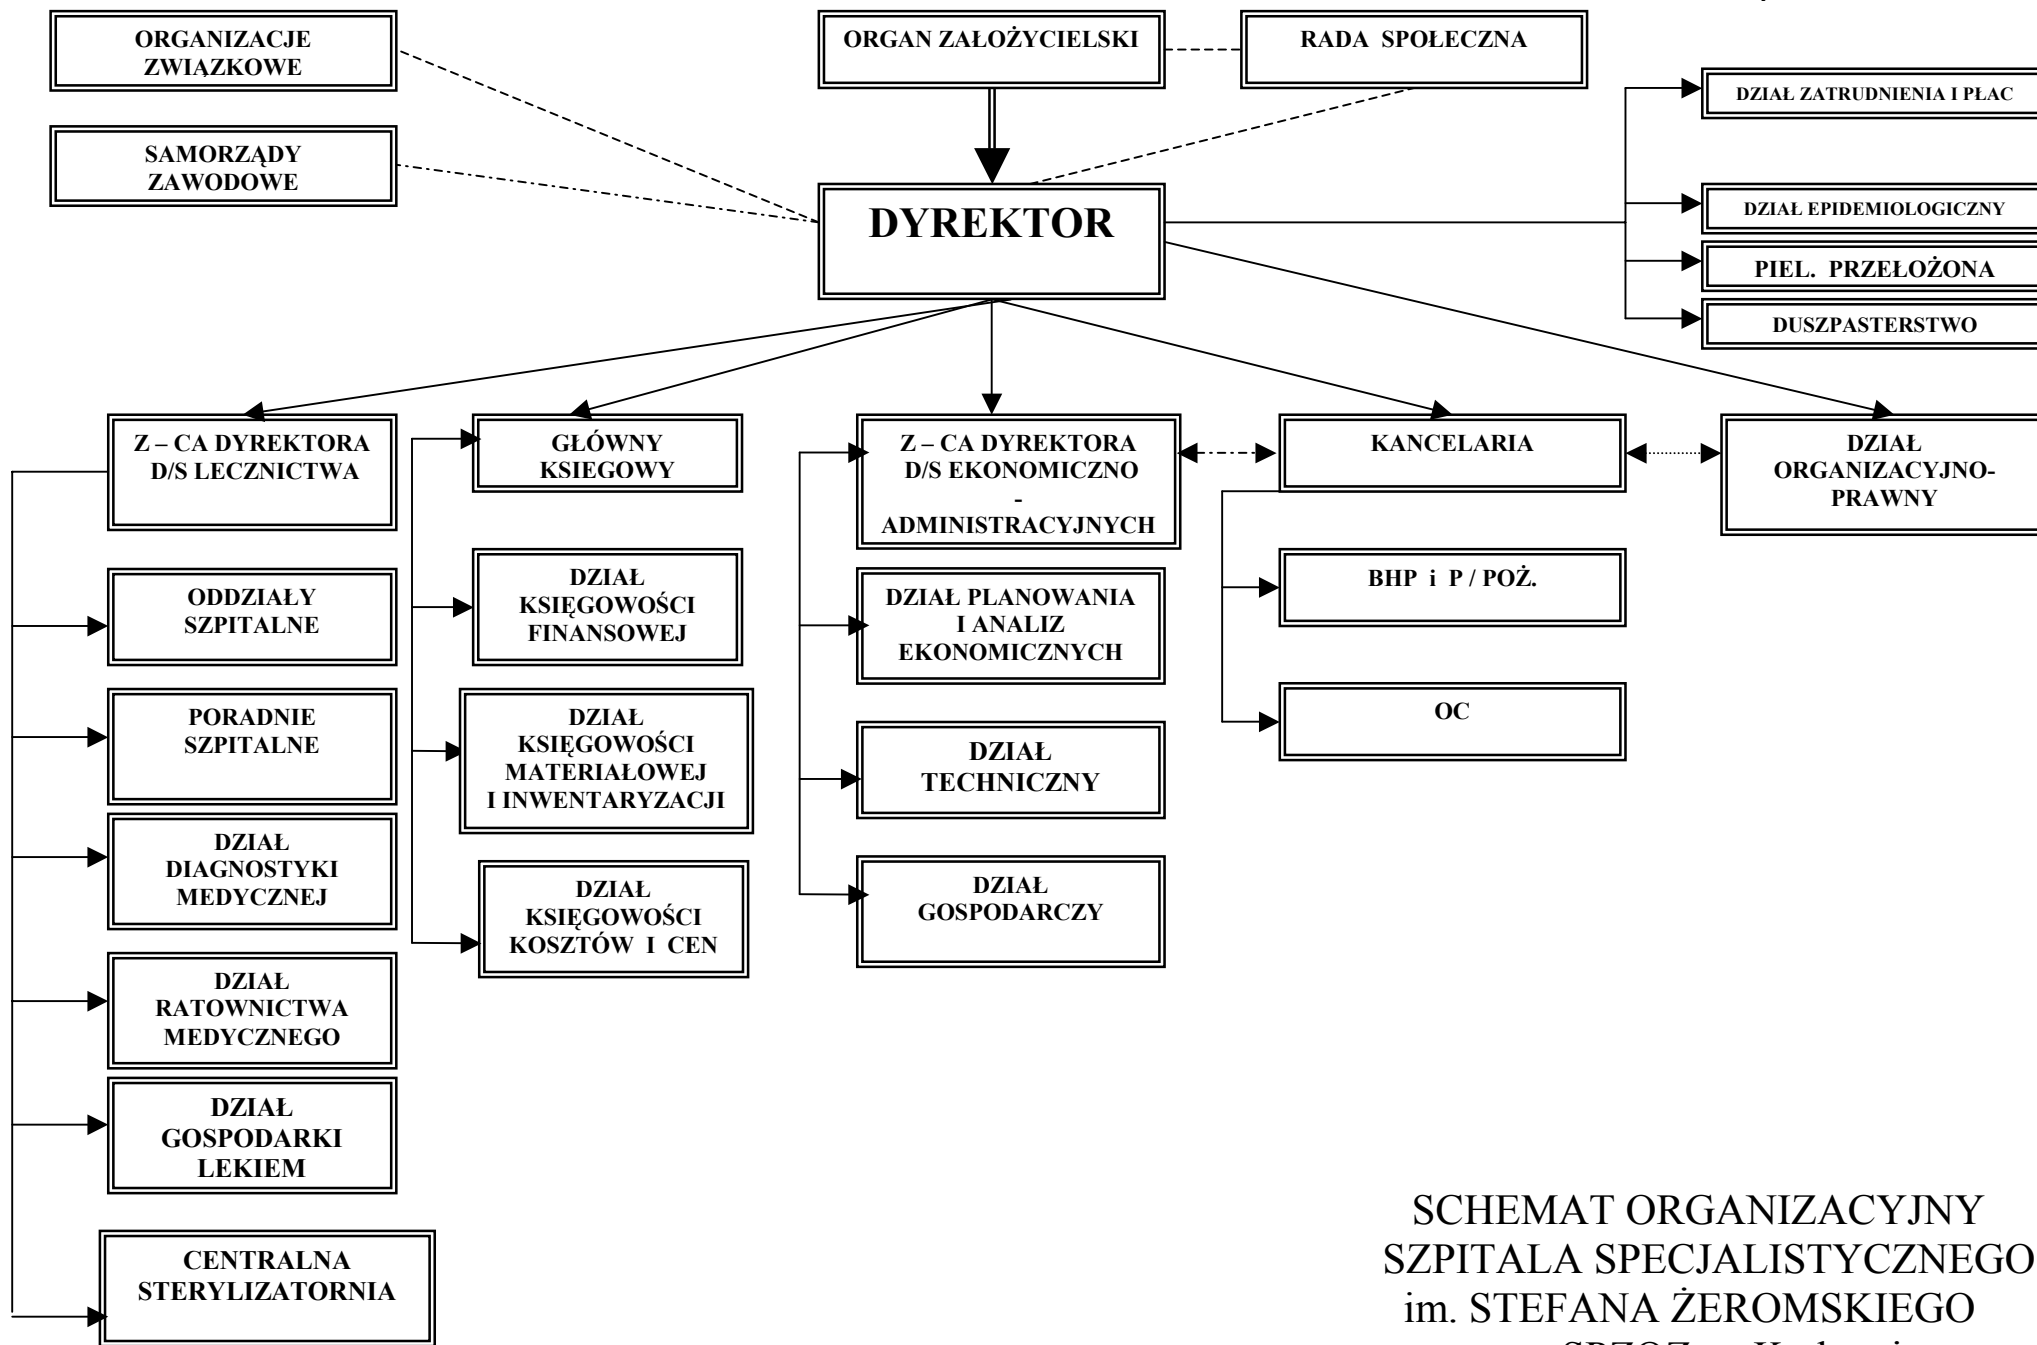 ORGANIZACJE
ZWIĄZKOWE
ORGAN ZAŁOŻYCIELSKI
RADA SPOŁECZNA
DZIAŁ ZATRUDNIENIA I PŁAC
SAMORZĄDY
ZAWODOWE
DYREKTOR
DZIAŁ EPIDEMIOLOGICZNY
PIEL. PRZEŁOŻONA
DUSZPASTERSTWO
Z – CA DYREKTORA
D/S LECZNICTWA
GŁÓWNY
KSIEGOWY
Z – CA DYREKTORA
D/S EKONOMICZNO
-
ADMINISTRACYJNYCH
KANCELARIA
DZIAŁ
ORGANIZACYJNO-
PRAWNY
ODDZIAŁY
SZPITALNE
PORADNIE
SZPITALNE
DZIAŁ
DIAGNOSTYKI
MEDYCZNEJ
DZIAŁ
RATOWNICTWA
MEDYCZNEGO
DZIAŁ
GOSPODARKI
LEKIEM
CENTRALNA
STERYLIZATORNIA
DZIAŁ
KSIĘGOWOŚCI
FINANSOWEJ
DZIAŁ
KSIĘGOWOŚCI
MATERIAŁOWEJ
I INWENTARYZACJI
DZIAŁ
KSIĘGOWOŚCI
KOSZTÓW I CEN
DZIAŁ PLANOWANIA
I ANALIZ
EKONOMICZNYCH
DZIAŁ
TECHNICZNY
DZIAŁ
GOSPODARCZY
BHP i P / POŻ.
OC
SCHEMAT ORGANIZACYJNY
SZPITALA SPECJALISTYCZNEGO
im. STEFANA ŻEROMSKIEGO